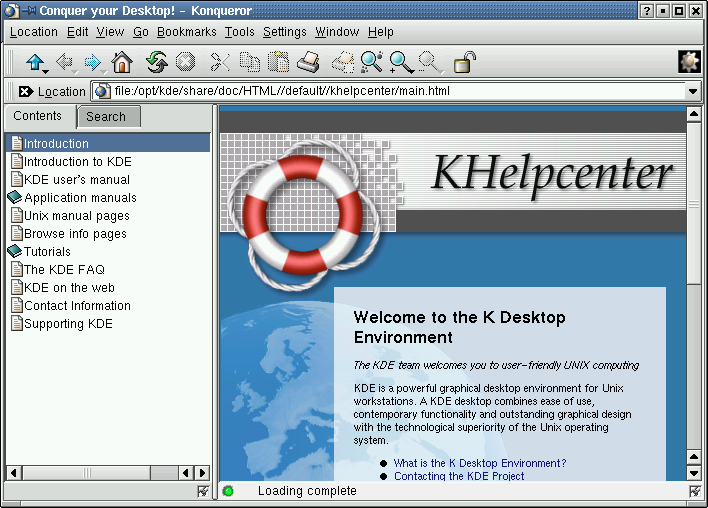 Conquer your Desktop! - Konqueror
Location Edit View Go Bookmarks Tools Settings Window Help
Location file:/opt/kde/share/doc/HTML//default//khelpcenter/main.html
Contents Search
Introduction
Introduction to KDE
KDE user's manual
Application manuals
Unix manual pages
Browse info pages
Tutorials
The KDE FAQ
KDE on the web
Contact Information
Supporting KDE
KHelpcenter
Welcome to the K Desktop
Environment
The KDE team welcomes you to user-friendly UNIX computing
KDE is a powerful graphical desktop environment for Unix
workstations. A KDE desktop combines ease of use,
contemporary functionality and outstanding graphical design
with the technological superiority of the Unix operating
system.
What is the K Desktop Environment?
Contacting the KDE Project
Loading complete